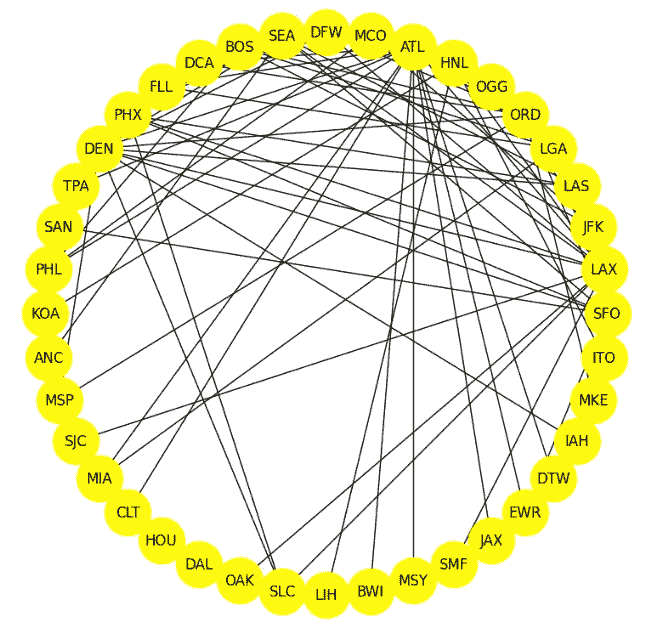 DFW
MCO
ATL
HNL
OGG
ORD
LGA
LAS
JFK
LAX
SFO
ITO
MKE
IAH
DTW
EWR
JAX
SMF
MSY
BWI
LIH
SLC
OAK
DAL
HOU
CLT
MIA
SJC
MSP
ANC
KOA
PHL
SAN
TPA
DEN
PHX
FLL
DCA
BOS
SEA